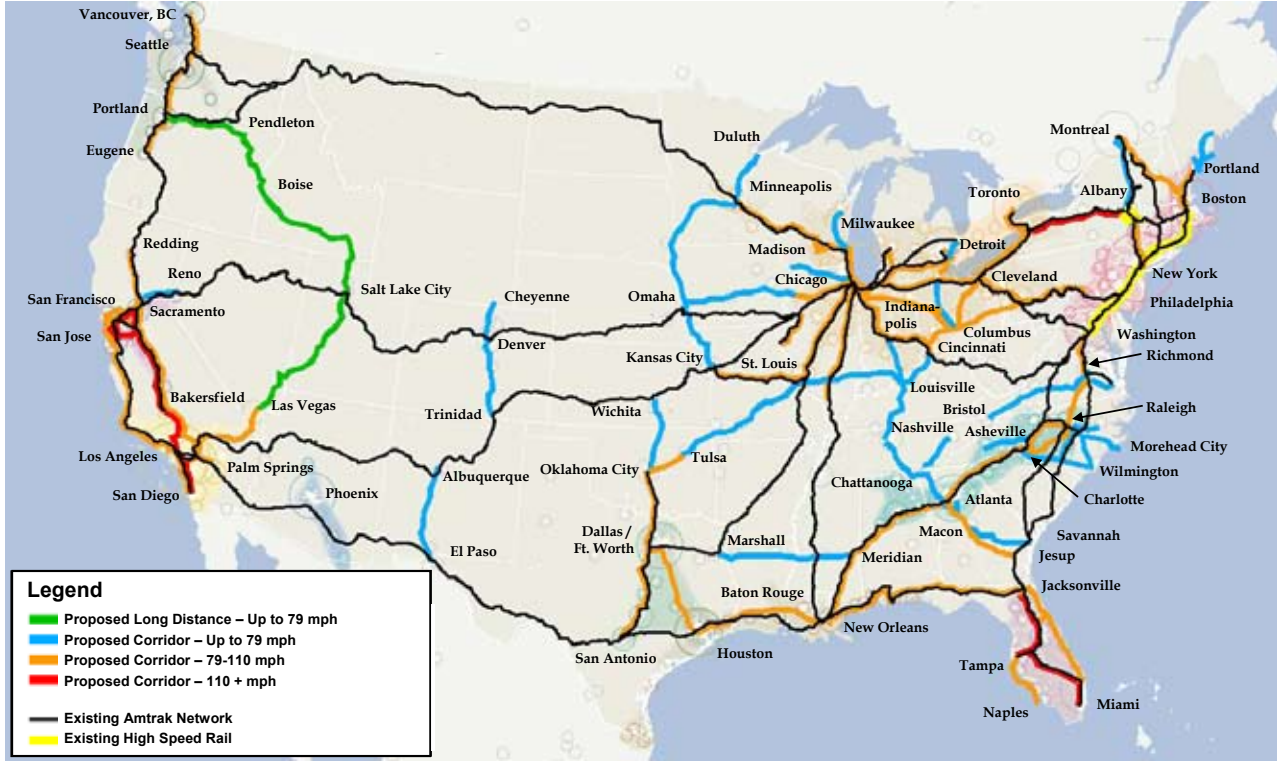 Vancouver, BC
Seattle
Portland
Pendleton
Eugene
Boise
Redding
Reno
San Francisco
Sacramento
San Jose
Salt Lake City
Cheyenne
Denver
Bakersfield
Las Vegas
Trinidad
Los Angeles
Palm Springs
San Diego
Phoenix
Albuquerque
El Paso
Duluth
Minneapolis
Milwaukee
Madison
Chicago
Omaha
Kansas City
St. Louis
Wichita
Oklahoma City
Tulsa
Dallas /
Ft. Worth
Marshall
Baton Rouge
San Antonio
Houston
New Orleans
Meridian
Montreal
Toronto
Albany
Portland
Boston
Detroit
Cleveland
New York
Philadelphia
Indiana-
polis
Columbus
Cincinnati
Washington
Richmond
Louisville
Bristol
Raleigh
Nashville
Asheville
Morehead City
Wilmington
Chattanooga
Charlotte
Atlanta
Macon
Savannah
Jesup
Jacksonville
Tampa
Naples
Miami
Legend
Proposed Long Distance – Up to 79 mph
Proposed Corridor – Up to 79 mph
Proposed Corridor – 79-110 mph
Proposed Corridor – 110 + mph
Existing Amtrak Network
Existing High Speed Rail